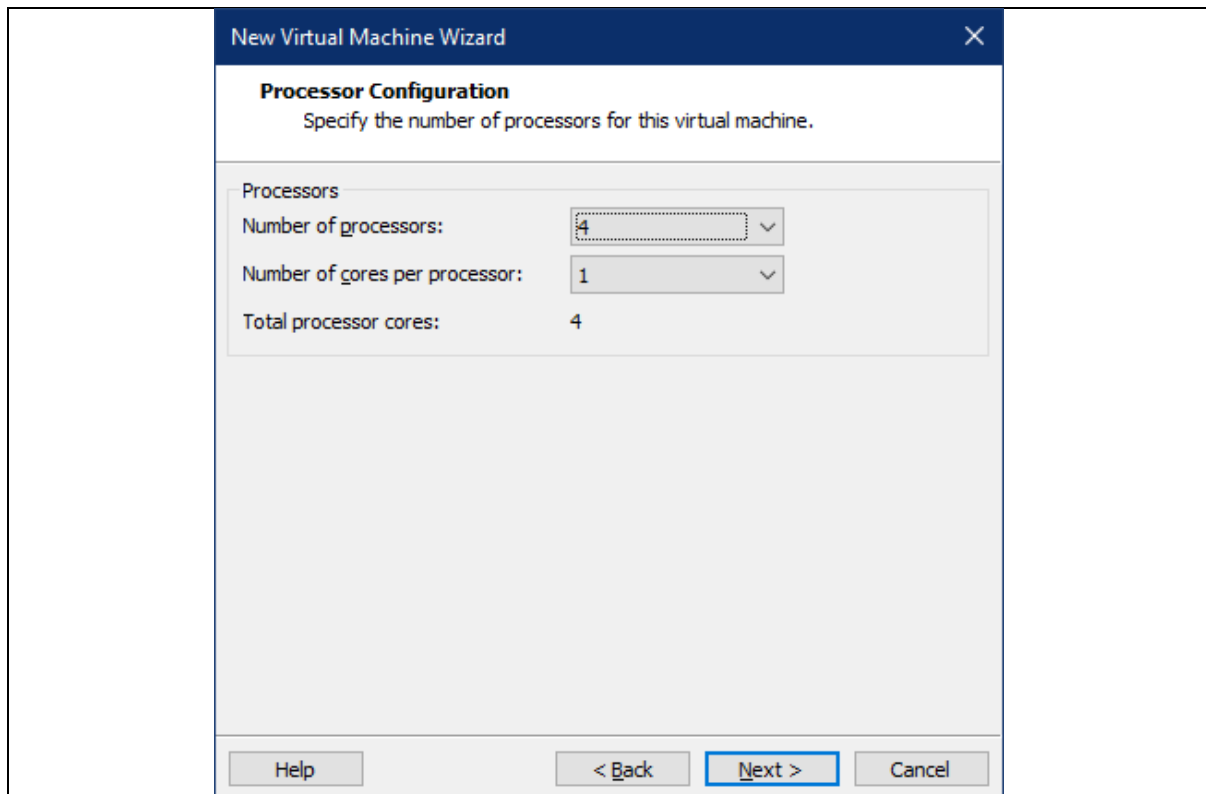 New Virtual Machine Wizard
Processor Configuration
Specify the number of processors for this virtual machine.
Processors
Number of processors: 4
Number of cores per processor: 1
Total processor cores: 4
Help < Back Next > Cancel